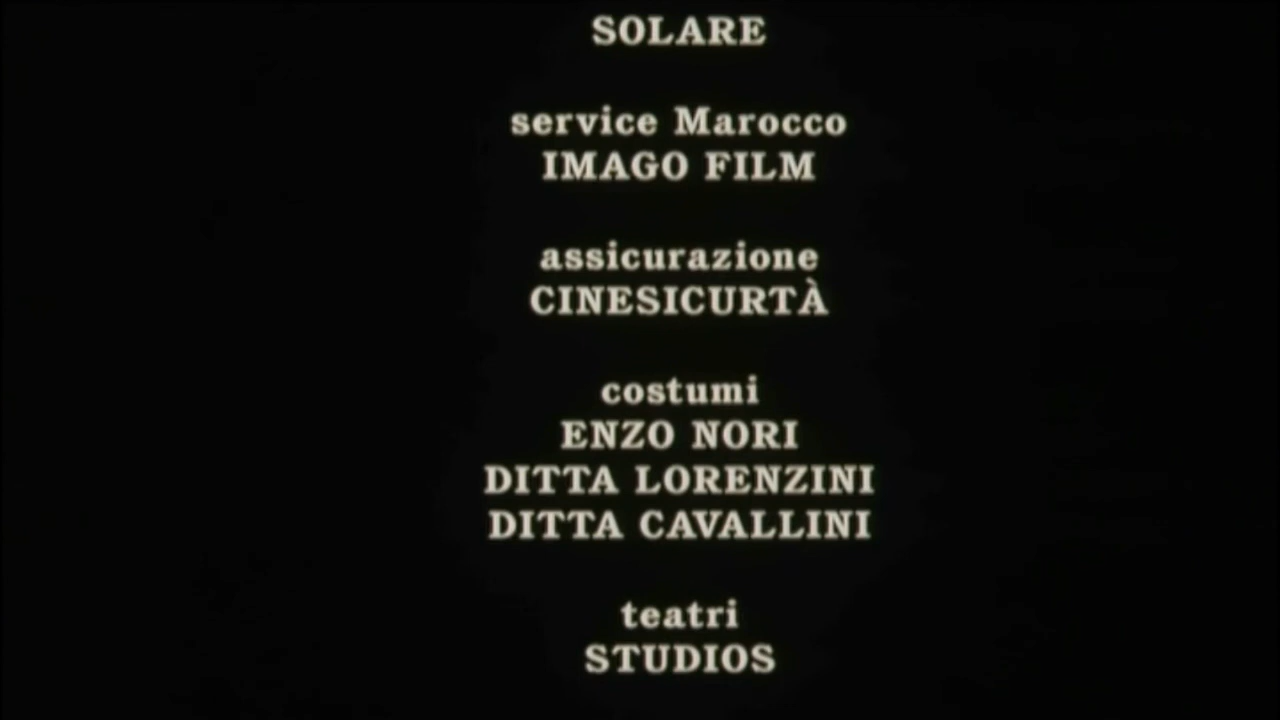 SOLARE
service Marocco
IMAGO FILM
assicurazione
CINESICURTÀ
costumi
ENZO NORI
DITTA LORENZINI
DITTA CAVALLINI
teatri
STUDIOS